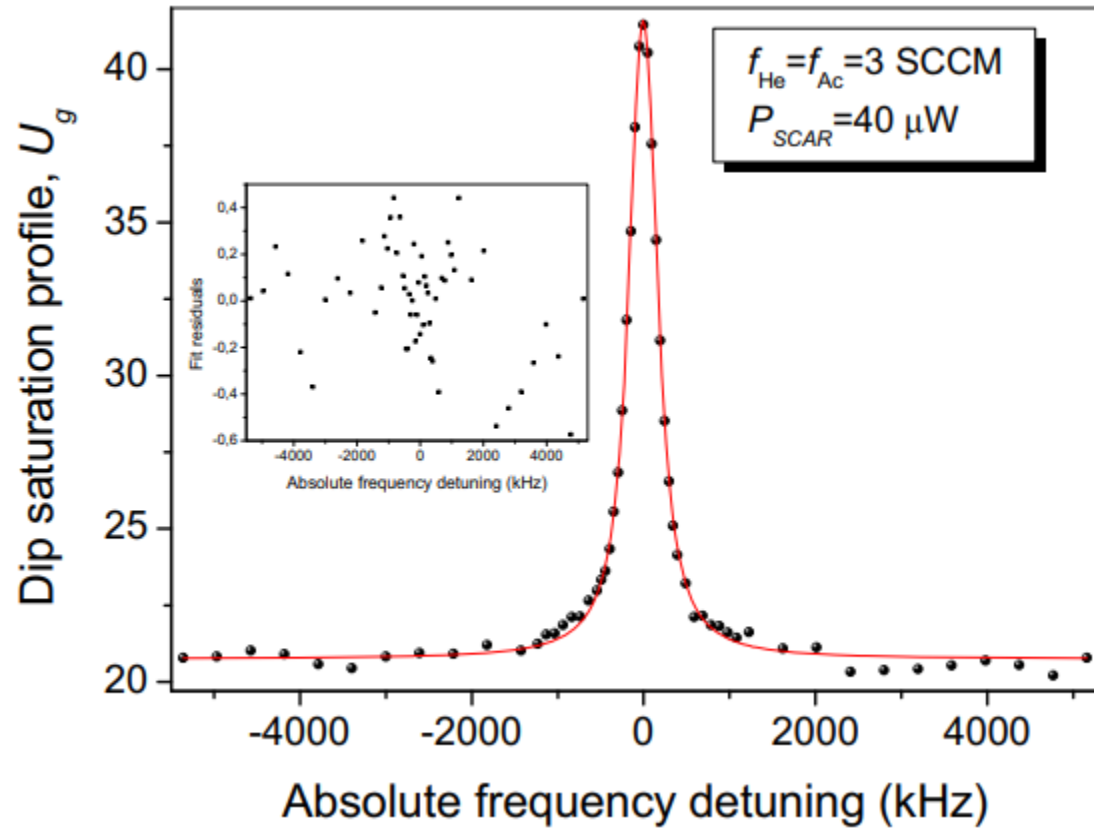 Dip saturation profile, U_g
40
35
30
25
20
-4000 -2000 0 2000 4000
Absolute frequency detuning (kHz)
f_He=f_Ac=3 SCCM
P_SCAR=40 μW
Fit residuals
0,4
0,2
0,0
-0,2
-0,4
-0,6
-4000 -2000 0 2000 4000
Absolute frequency detuning (kHz)